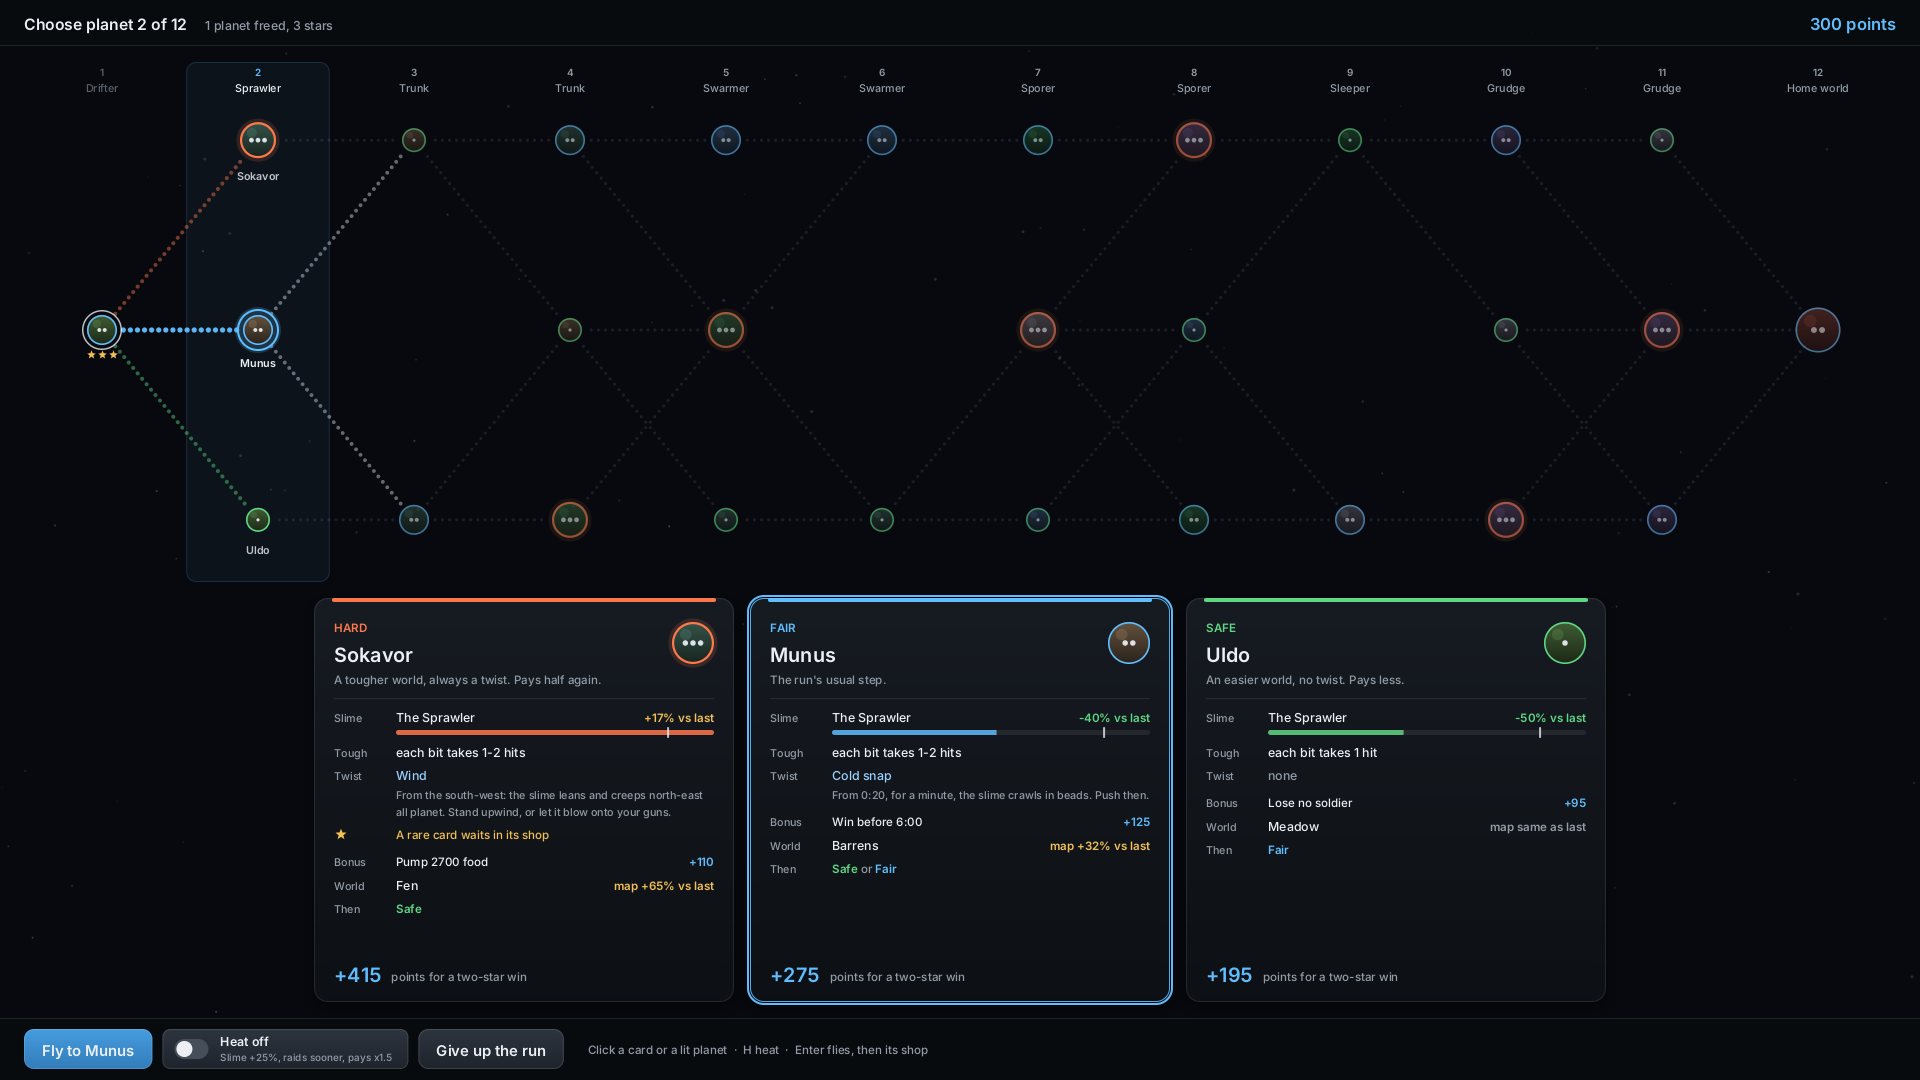 Choose planet 2 of 12
1 planet freed, 3 stars
300 points
1
Drifter
2
Sprawler
3
Trunk
4
Trunk
5
Swarmer
6
Swarmer
7
Sporer
8
Sporer
9
Sleeper
10
Grudge
11
Grudge
12
Home world
Sokavor
Munus
Uldo
HARD
Sokavor
A tougher world, always a twist. Pays half again.
Slime The Sprawler +17% vs last
Tough each bit takes 1-2 hits
Twist Wind
From the south-west: the slime leans and creeps north-east
all planet. Stand upwind, or let it blow onto your guns.
★ A rare card waits in its shop
Bonus Pump 2700 food +110
World Fen map +65% vs last
Then Safe
+415 points for a two-star win
FAIR
Munus
The run's usual step.
Slime The Sprawler -40% vs last
Tough each bit takes 1-2 hits
Twist Cold snap
From 0:20, for a minute, the slime crawls in beads. Push then.
Bonus Win before 6:00 +125
World Barrens map +32% vs last
Then Safe or Fair
+275 points for a two-star win
SAFE
Uldo
An easier world, no twist. Pays less.
Slime The Sprawler -50% vs last
Tough each bit takes 1 hit
Twist none
Bonus Lose no soldier +95
World Meadow map same as last
Then Fair
+195 points for a two-star win
Fly to Munus
Heat off
Slime +25%, raids sooner, pays x1.5
Give up the run
Click a card or a lit planet · H heat · Enter flies, then its shop